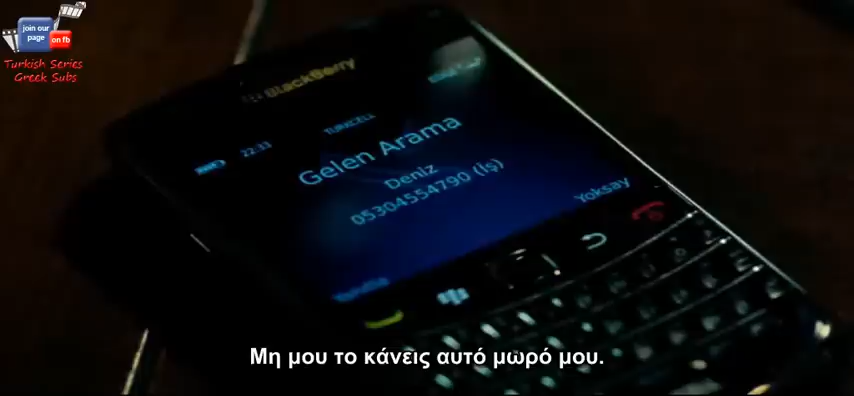 join our
page
on fb
Turkish Series
Greek Subs
BlackBerry
22:33
TURKCELL
Gelen Arama
Deniz
05304554790 (İş)
Yoksay
Yanıtla
Μη μου το κάνεις αυτό μωρό μου.